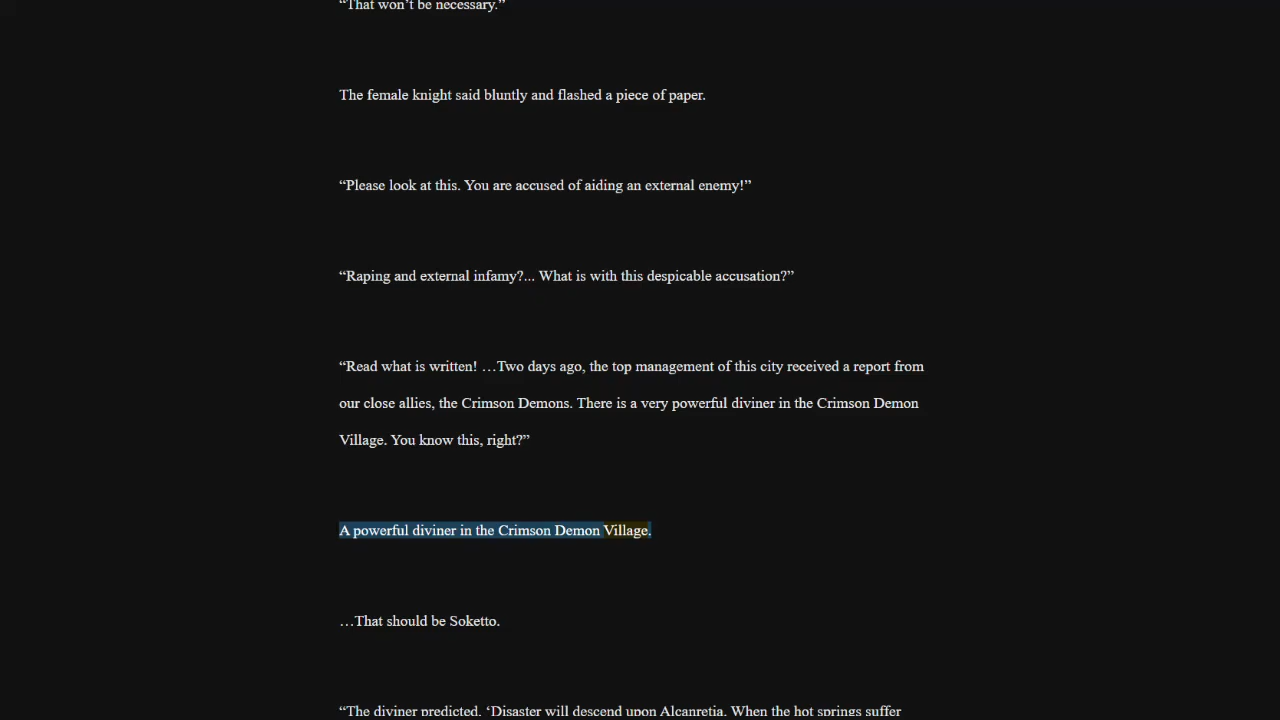 “That won’t be necessary.”
The female knight said bluntly and flashed a piece of paper.
“Please look at this. You are accused of aiding an external enemy!”
“Raping and external infamy?... What is with this despicable accusation?”
“Read what is written! …Two days ago, the top management of this city received a report from
our close allies, the Crimson Demons. There is a very powerful diviner in the Crimson Demon
Village. You know this, right?”
A powerful diviner in the Crimson Demon Village.
…That should be Soketto.
“The diviner predicted. ‘Disaster will descend upon Alcanretia. When the hot springs suffer